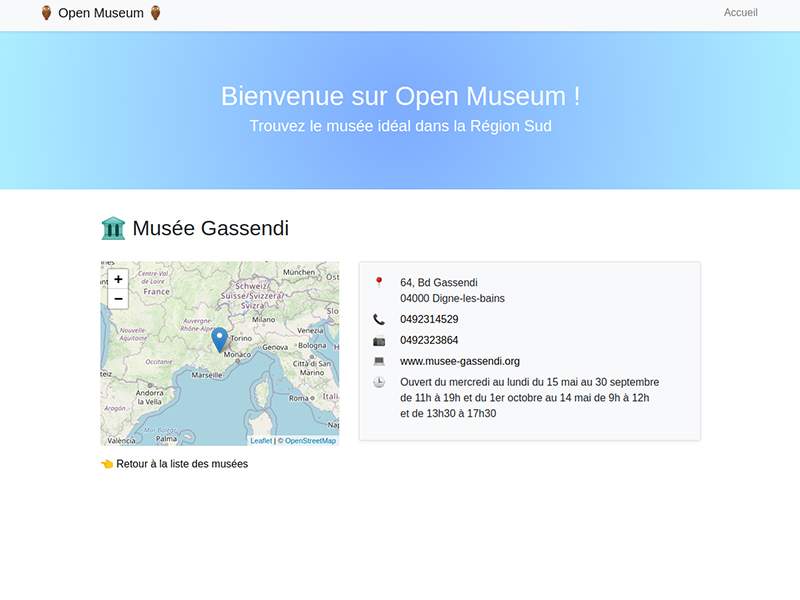 Open Museum
Accueil
Bienvenue sur Open Museum !
Trouvez le musée idéal dans la Région Sud
Musée Gassendi
+
−
Centre-Val
de Loire
France
München
Schweiz/
Suisse/Svizzera/
Svizra
Nouvelle-
Aquitaine
Auvergne-
Rhône-Alpes
Milano
Torino
Venezia
Genova
Bologna
Occitanie
Monaco
Marseille
Città di San
Marino
Andorra
la Vella
Aragón
Roma
Itali
Mar Balear
València
Palma
Nap
Leaflet | © OpenStreetMap
64, Bd Gassendi
04000 Digne-les-bains
0492314529
0492323864
www.musee-gassendi.org
Ouvert du mercredi au lundi du 15 mai au 30 septembre
de 11h à 19h et du 1er octobre au 14 mai de 9h à 12h
et de 13h30 à 17h30
Retour à la liste des musées